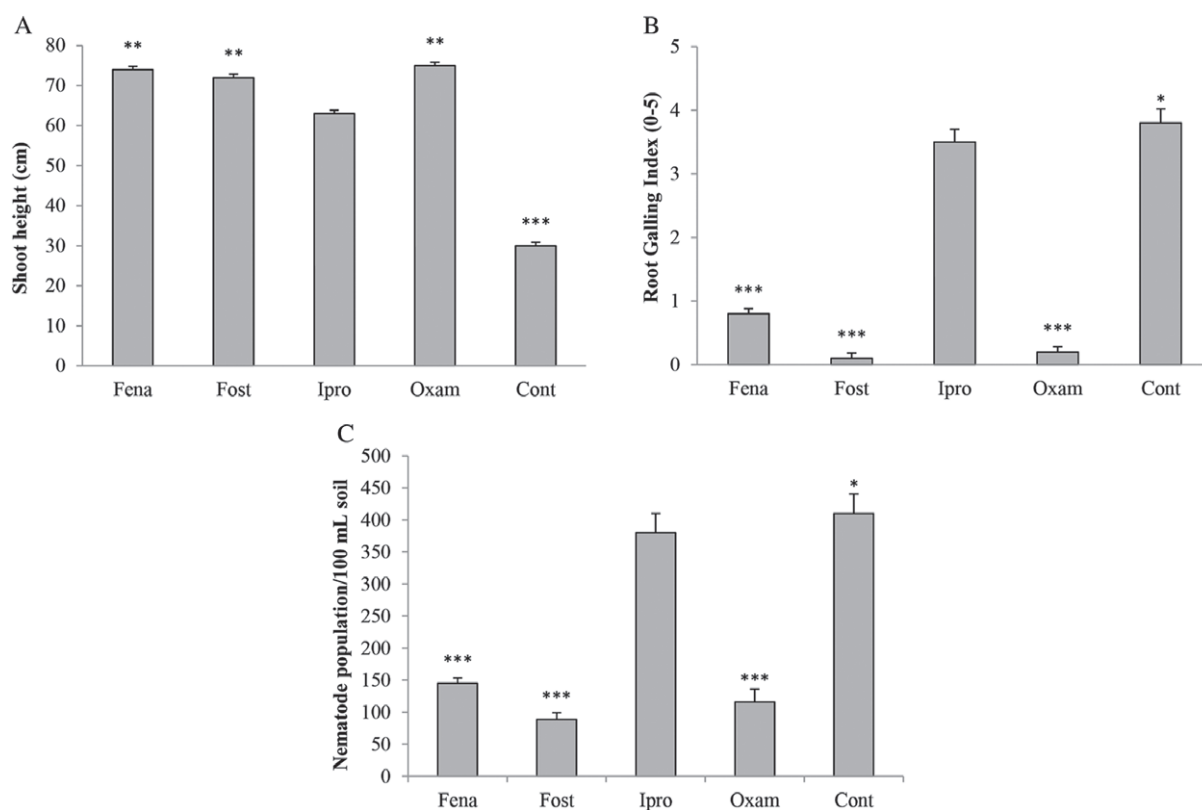 A
Shoot height (cm)
80
70
60
50
40
30
20
10
0
** ** ** ***
Fena Fost Ipro Oxam Cont
B
Root Galling Index (0-5)
5
4
3
2
1
0
*** *** *** *
Fena Fost Ipro Oxam Cont
C
Nematode population/100 mL soil
500
450
400
350
300
250
200
150
100
50
0
*** *** *** *
Fena Fost Ipro Oxam Cont